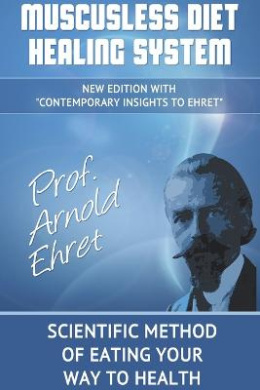 MUSCUSLESS DIET
HEALING SYSTEM
NEW EDITION WITH
"CONTEMPORARY INSIGHTS TO EHRET"
Prof.
Arnold
Ehret
SCIENTIFIC METHOD
OF EATING YOUR
WAY TO HEALTH